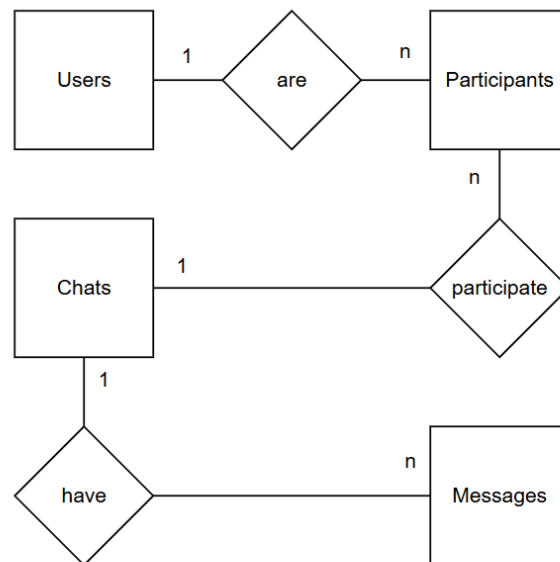 Users
1
are
n
Participants
n
Chats
1
participate
1
have
n
Messages